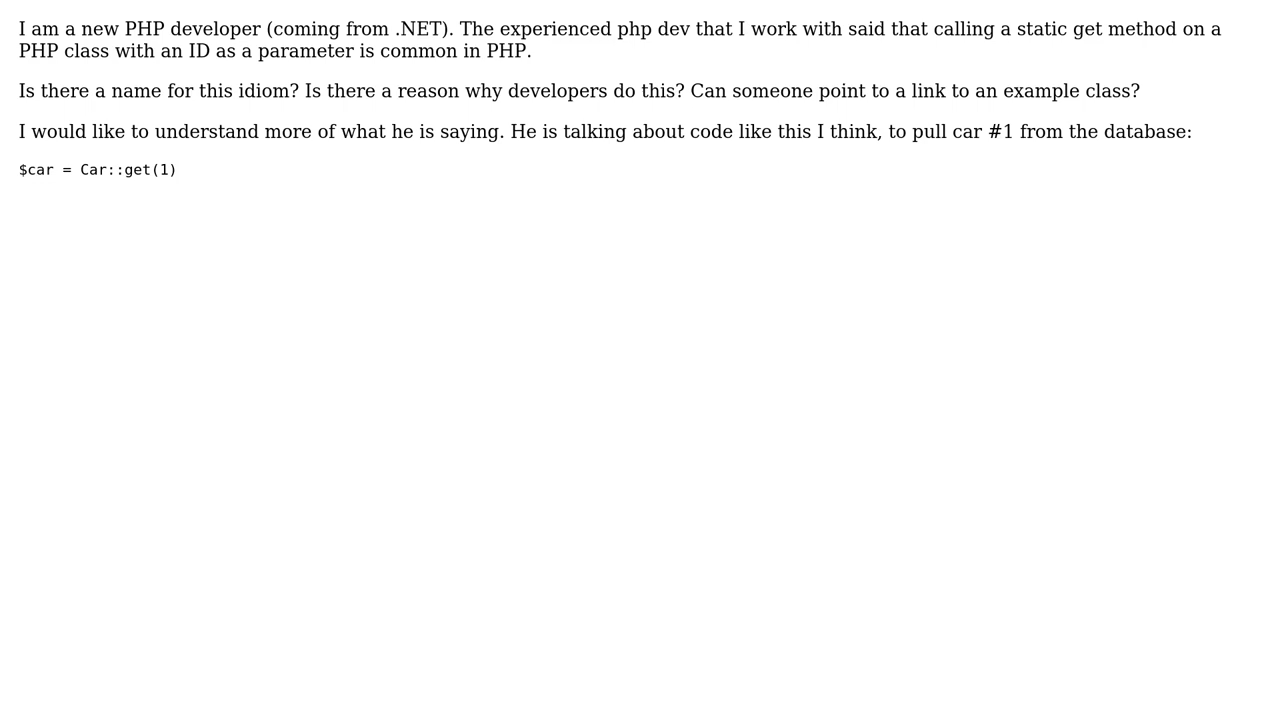 I am a new PHP developer (coming from .NET). The experienced php dev that I work with said that calling a static get method on a
PHP class with an ID as a parameter is common in PHP.
Is there a name for this idiom? Is there a reason why developers do this? Can someone point to a link to an example class?
I would like to understand more of what he is saying. He is talking about code like this I think, to pull car #1 from the database:
$car = Car::get(1)